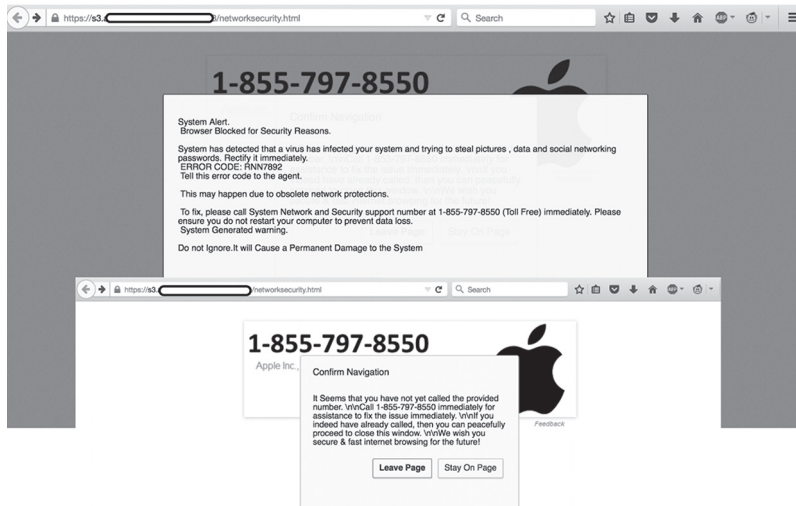 https://s3. /networksecurity.html
Search
1-855-797-8550
Confirm Navigation
System Alert.
Browser Blocked for Security Reasons.
System has detected that a virus has infected your system and trying to steal pictures , data and social networking
passwords. Rectify it immediately.
ERROR CODE: RNN7892
Tell this error code to the agent.
This may happen due to obsolete network protections.
To fix, please call System Network and Security support number at 1-855-797-8550 (Toll Free) immediately. Please
ensure you do not restart your computer to prevent data loss.
System Generated warning.
Leave Page Stay On Page
Do not Ignore.It will Cause a Permanent Damage to the System
https://s3. /networksecurity.html
Search
1-855-797-8550
Apple Inc.,
Confirm Navigation
It Seems that you have not yet called the provided
number. \n\nCall 1-855-797-8550 immediately for
assistance to fix the issue immediately. \n\nIf you
indeed have already called, then you can peacefully
proceed to close this window. \n\nWe wish you
secure & fast internet browsing for the future!
Leave Page Stay On Page
Feedback